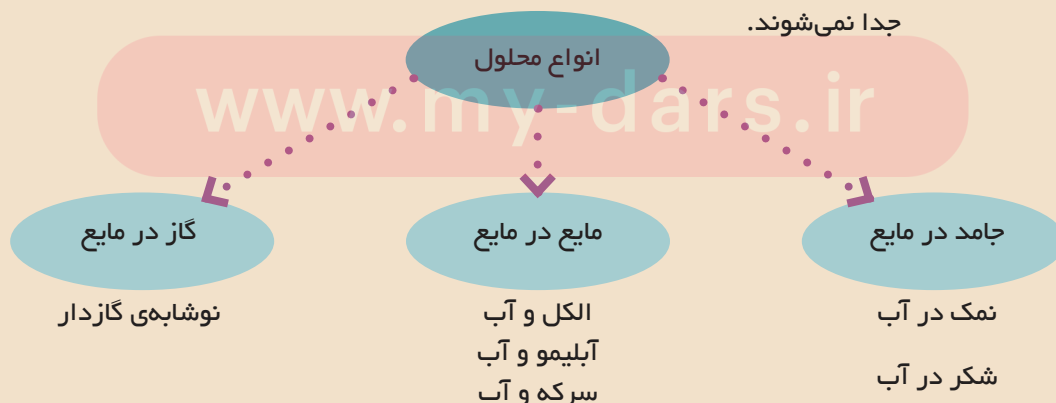 جدا نمی‌شوند.
انواع محلول
www.my-dars.ir
جامد در مایع
مایع در مایع
گاز در مایع
نمک در آب
شکر در آب
الکل و آب
آبلیمو و آب
سرکه و آب
نوشابه‌ی گازدار